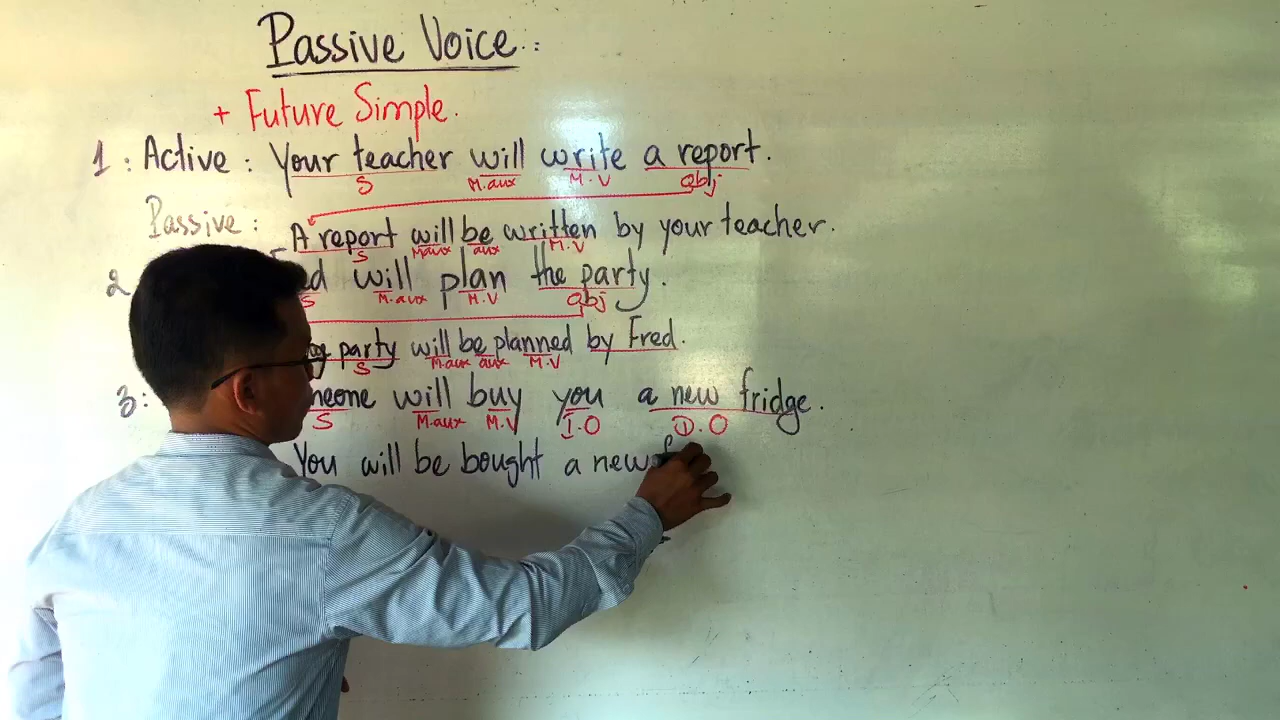 Passive Voice :
+ Future Simple.
1 : Active : Your teacher will write a report.
S M.aux M.V obj
Passive : A report will be written by your teacher.
S M.aux aux M.V
2 will plan the party.
S M.aux M.V obj
party will be planned by Fred.
S M.aux aux M.V
3 : will buy you a new fridge.
S M.aux M.V I.O D.O
You will be bought a new